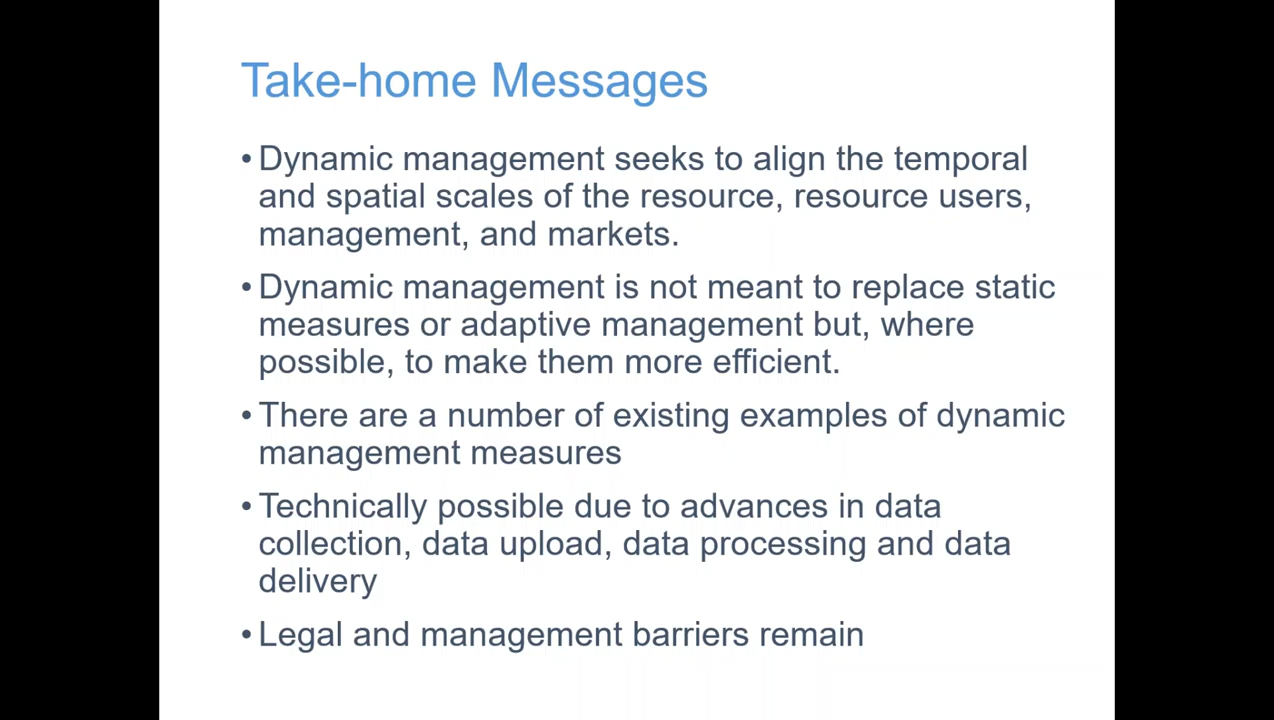 Take-home Messages
•Dynamic management seeks to align the temporal
and spatial scales of the resource, resource users,
management, and markets.
•Dynamic management is not meant to replace static
measures or adaptive management but, where
possible, to make them more efficient.
•There are a number of existing examples of dynamic
management measures
•Technically possible due to advances in data
collection, data upload, data processing and data
delivery
•Legal and management barriers remain